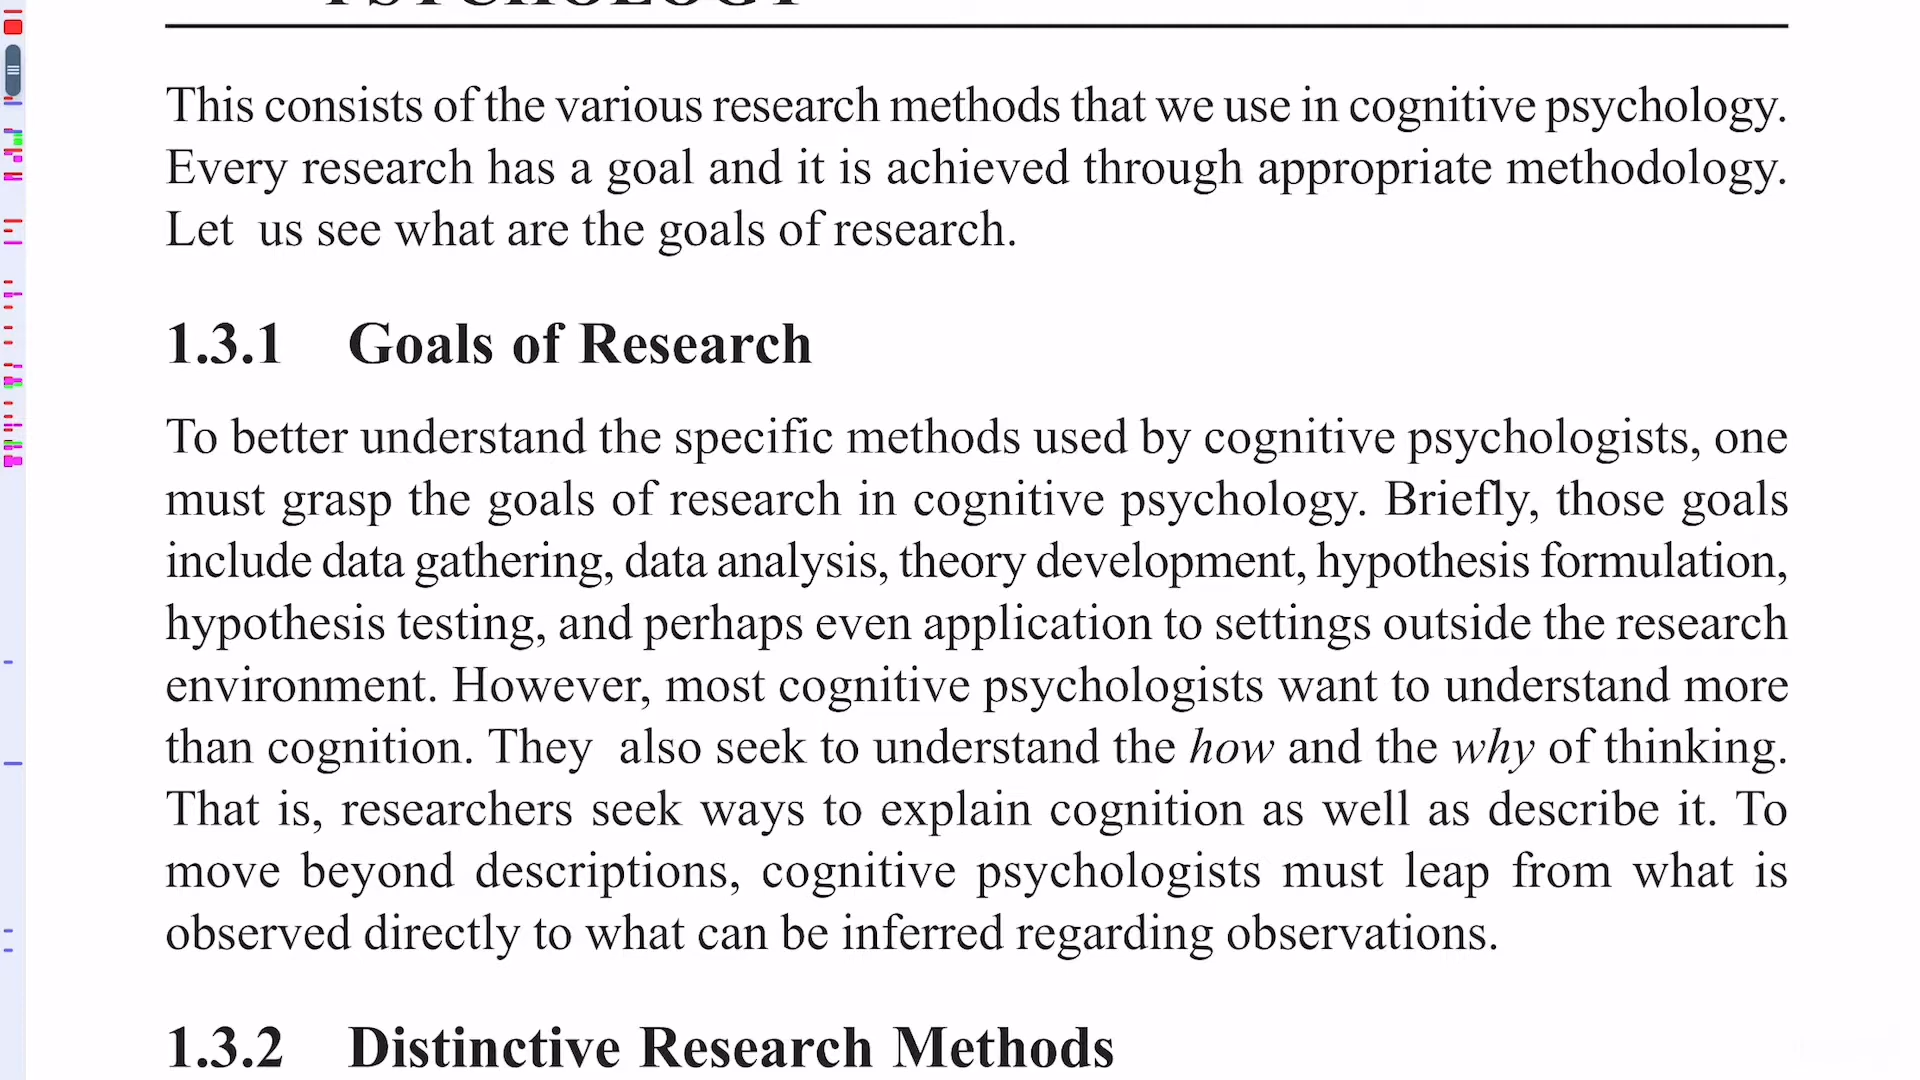 PSYCHOLOGY
This consists of the various research methods that we use in cognitive psychology.
Every research has a goal and it is achieved through appropriate methodology.
Let us see what are the goals of research.
1.3.1 Goals of Research
To better understand the specific methods used by cognitive psychologists, one
must grasp the goals of research in cognitive psychology. Briefly, those goals
include data gathering, data analysis, theory development, hypothesis formulation,
hypothesis testing, and perhaps even application to settings outside the research
environment. However, most cognitive psychologists want to understand more
than cognition. They also seek to understand the how and the why of thinking.
That is, researchers seek ways to explain cognition as well as describe it. To
move beyond descriptions, cognitive psychologists must leap from what is
observed directly to what can be inferred regarding observations.
1.3.2 Distinctive Research Methods